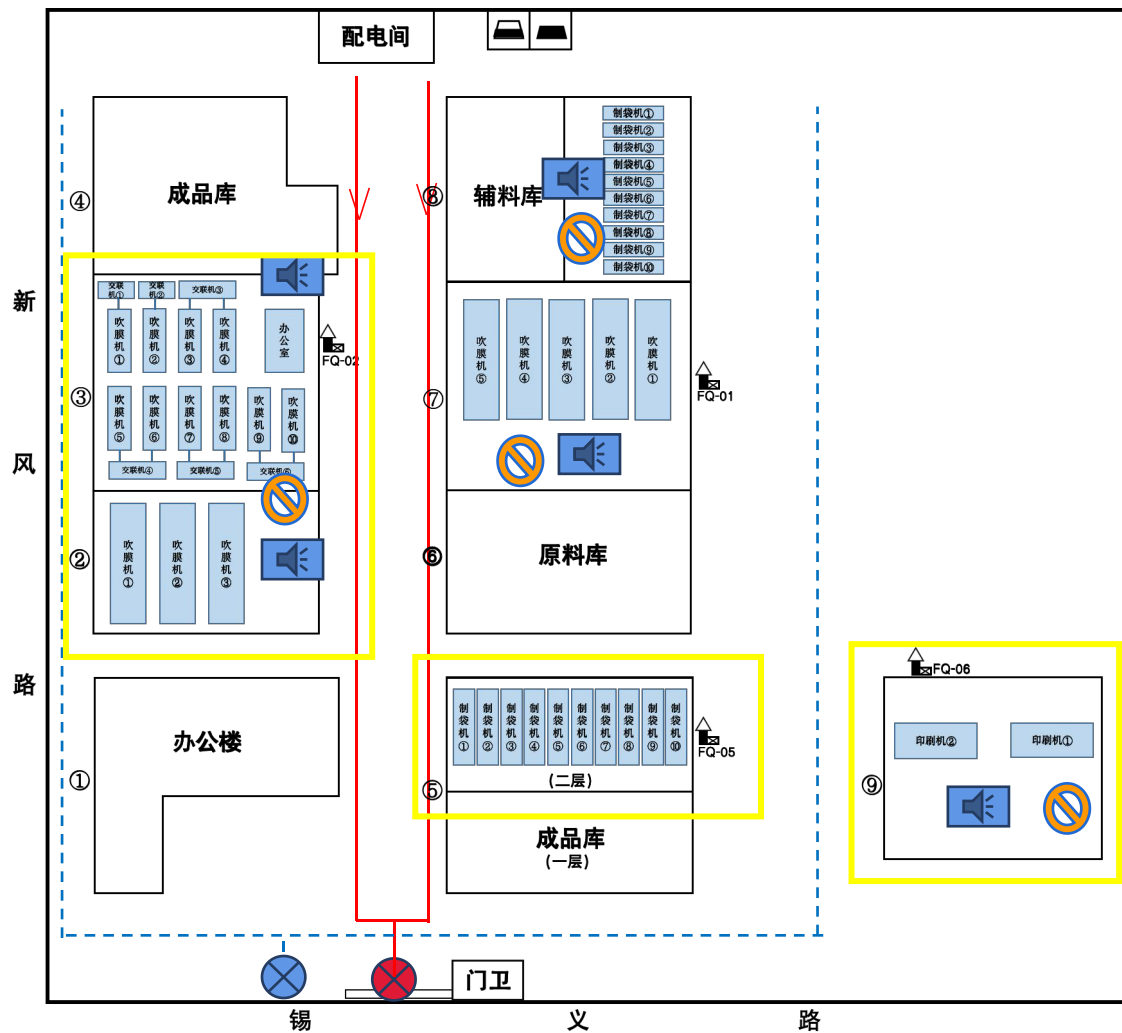 配电间
④
成品库
交联机①
交联机②
交联机③
吹膜机①
吹膜机②
吹膜机③
吹膜机④
办公室
FQ-02
③
吹膜机⑤
吹膜机⑥
吹膜机⑦
吹膜机⑧
吹膜机⑨
吹膜机⑩
交联机④
交联机⑤
交联机⑥
②
吹膜机①
吹膜机②
吹膜机③
①
办公楼
⑧
辅料库
制袋机①
制袋机②
制袋机③
制袋机④
制袋机⑤
制袋机⑥
制袋机⑦
制袋机⑧
制袋机⑨
制袋机⑩
⑦
吹膜机⑤
吹膜机④
吹膜机③
吹膜机②
吹膜机①
FQ-01
⑥
原料库
⑤
制袋机①
制袋机②
制袋机③
制袋机④
制袋机⑤
制袋机⑥
制袋机⑦
制袋机⑧
制袋机⑨
制袋机⑩
(二层)
FQ-05
成品库
(一层)
FQ-06
⑨
印刷机②
印刷机①
门卫
新风路
锡义路